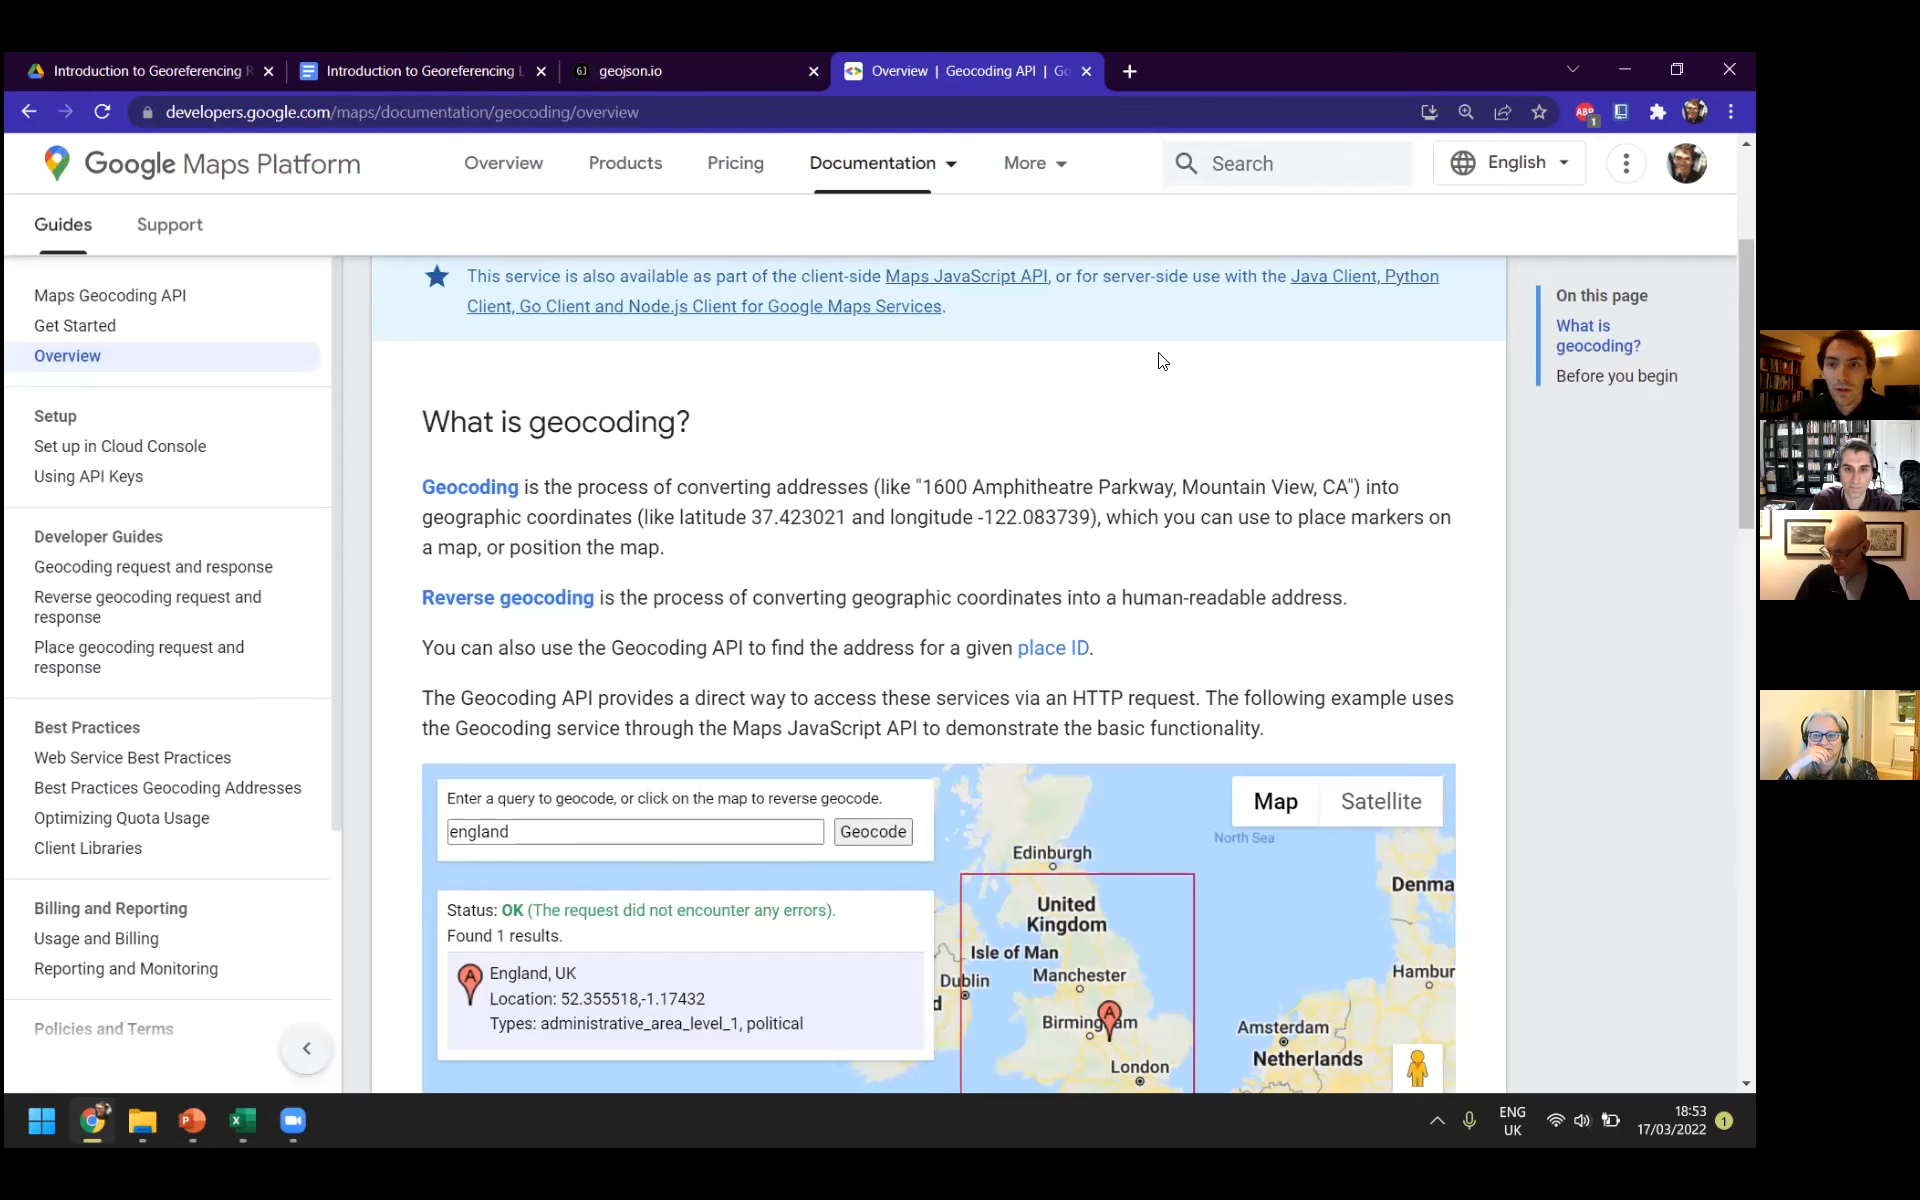 Introduction to Georeferencing R
Introduction to Georeferencing L
GJ geojson.io
Overview | Geocoding API | Go
developers.google.com/maps/documentation/geocoding/overview
ABP
1
Google Maps Platform
Overview
Products
Pricing
Documentation
More
Search
English
Guides
Support
Maps Geocoding API
Get Started
Overview
Setup
Set up in Cloud Console
Using API Keys
Developer Guides
Geocoding request and response
Reverse geocoding request and
response
Place geocoding request and
response
Best Practices
Web Service Best Practices
Best Practices Geocoding Addresses
Optimizing Quota Usage
Client Libraries
Billing and Reporting
Usage and Billing
Reporting and Monitoring
Policies and Terms
This service is also available as part of the client-side Maps JavaScript API, or for server-side use with the Java Client, Python
Client, Go Client and Node.js Client for Google Maps Services.
What is geocoding?
Geocoding is the process of converting addresses (like "1600 Amphitheatre Parkway, Mountain View, CA") into
geographic coordinates (like latitude 37.423021 and longitude -122.083739), which you can use to place markers on
a map, or position the map.
Reverse geocoding is the process of converting geographic coordinates into a human-readable address.
You can also use the Geocoding API to find the address for a given place ID.
The Geocoding API provides a direct way to access these services via an HTTP request. The following example uses
the Geocoding service through the Maps JavaScript API to demonstrate the basic functionality.
Enter a query to geocode, or click on the map to reverse geocode.
england
Geocode
Status: OK (The request did not encounter any errors).
Found 1 results.
A
England, UK
Location: 52.355518,-1.17432
Types: administrative_area_level_1, political
Map
Satellite
North Sea
Edinburgh
Denma
United
Kingdom
Isle of Man
Dublin
d
Manchester
Hambur
A
Birmingham
Amsterdam
Netherlands
London
On this page
What is
geocoding?
Before you begin
P
X
ENG
UK
18:53
17/03/2022
1